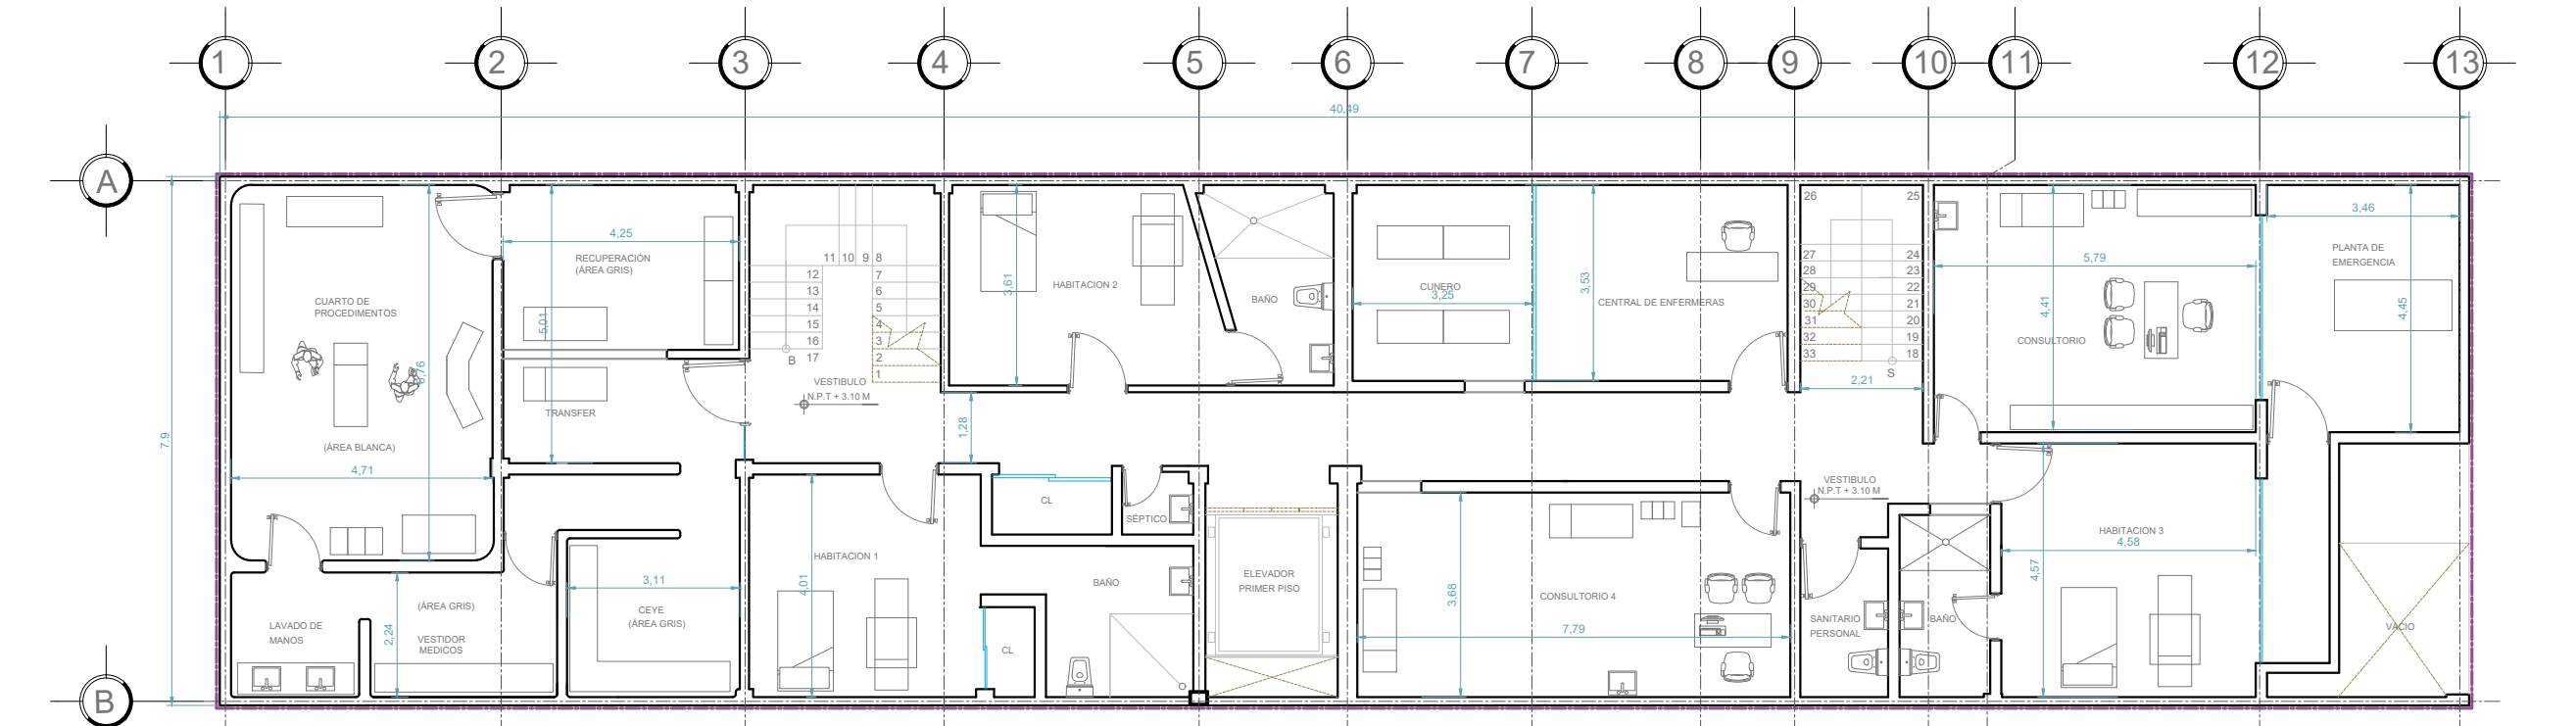 1 2 3 4 5 6 7 8 9 10 11 12 13
40,49
A
7.9
B
CUARTO DE
PROCEDIMIENTOS
(ÁREA BLANCA)
4,71
6,76
4,25
RECUPERACIÓN
(ÁREA GRIS)
5,01
TRANSFER
LAVADO DE
MANOS
2,24
(ÁREA GRIS)
VESTIDOR
MEDICOS
3,11
CEYE
(ÁREA GRIS)
11 10 9 8
12 7
13 6
14 5
15 4
16 3
B 17 2
1
VESTIBULO
N.P.T + 3.10 M
1,28
3,61
HABITACION 2
BAÑO
HABITACION 1
4,01
CL
SÉPTICO
BAÑO
CL
ELEVADOR
PRIMER PISO
CUNERO
3,25
3,53
CENTRAL DE ENFERMERAS
3,68
CONSULTORIO 4
7,79
26 25
27 24
28 23
29 22
30 21
31 20
32 19
33 18
S
2,21
VESTIBULO
N.P.T + 3.10 M
SANITARIO
PERSONAL
BAÑO
5,79
4,41
CONSULTORIO
3,46
PLANTA DE
EMERGENCIA
4,45
HABITACION 3
4,58
4,57
VACIO